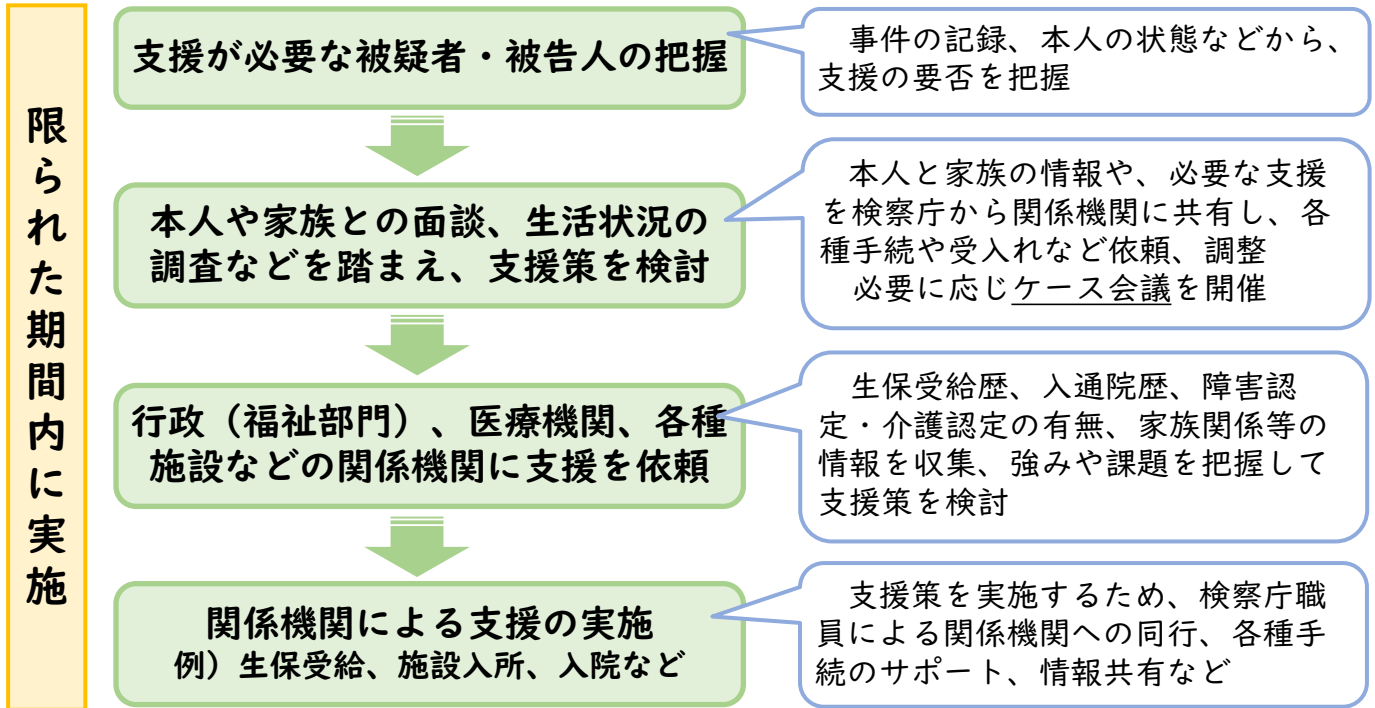 限られた期間内に実施
支援が必要な被疑者・被告人の把握
事件の記録、本人の状態などから、
支援の要否を把握
本人や家族との面談、生活状況の
調査などを踏まえ、支援策を検討
本人と家族の情報や、必要な支援
を検察庁から関係機関に共有し、各
種手続や受入れなど依頼、調整
必要に応じケース会議を開催
行政（福祉部門）、医療機関、各種
施設などの関係機関に支援を依頼
生保受給歴、入通院歴、障害認
定・介護認定の有無、家族関係等の
情報を収集、強みや課題を把握して
支援策を検討
関係機関による支援の実施
例）生保受給、施設入所、入院など
支援策を実施するため、検察庁職
員による関係機関への同行、各種手
続のサポート、情報共有など